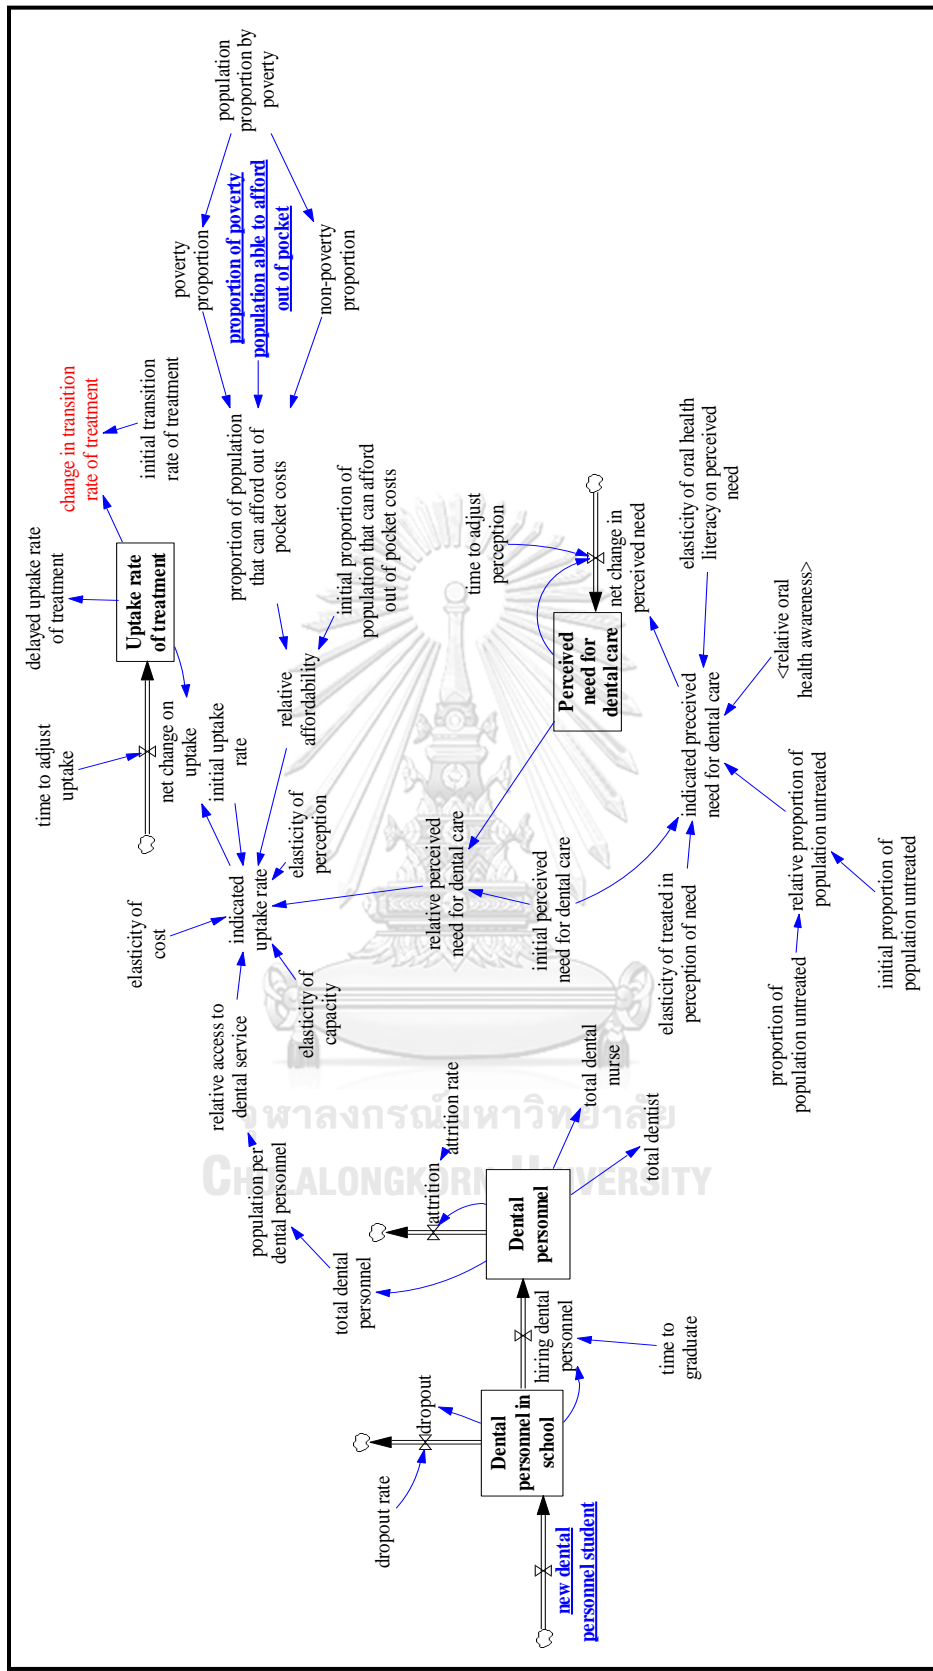 new dental
personnel student
dropout rate
dropout
Dental
personnel in
school
hiring dental
personnel
time to
graduate
Dental
personnel
attrition
attrition rate
total dental
personnel
total dental
nurse
total dentist
population per
dental personnel
relative access to
dental service
elasticity of
cost
elasticity of
capacity
indicated
uptake rate
elasticity of
perception
initial uptake
rate
net change on
uptake
time to adjust
uptake
Uptake rate
of treatment
delayed uptake rate
of treatment
change in transition
rate of treatment
initial transition
rate of treatment
relative
affordability
initial proportion of
population that can afford
out of pocket costs
proportion of population
that can afford out of
pocket costs
poverty
proportion
proportion of poverty
population able to afford
out of pocket
non-poverty
proportion
population
proportion by
poverty
relative perceived
need for dental care
initial perceived
need for dental care
Perceived
need for
dental care
net change in
perceived need
time to adjust
perception
indicated preceived
need for dental care
elasticity of treated in
perception of need
elasticity of oral health
literacy on perceived
need
<relative oral
health awareness>
relative proportion of
population untreated
proportion of
population untreated
initial proportion of
population untreated
จุฬาลงกรณ์มหาวิทยาลัย
CHULALONGKORN UNIVERSITY